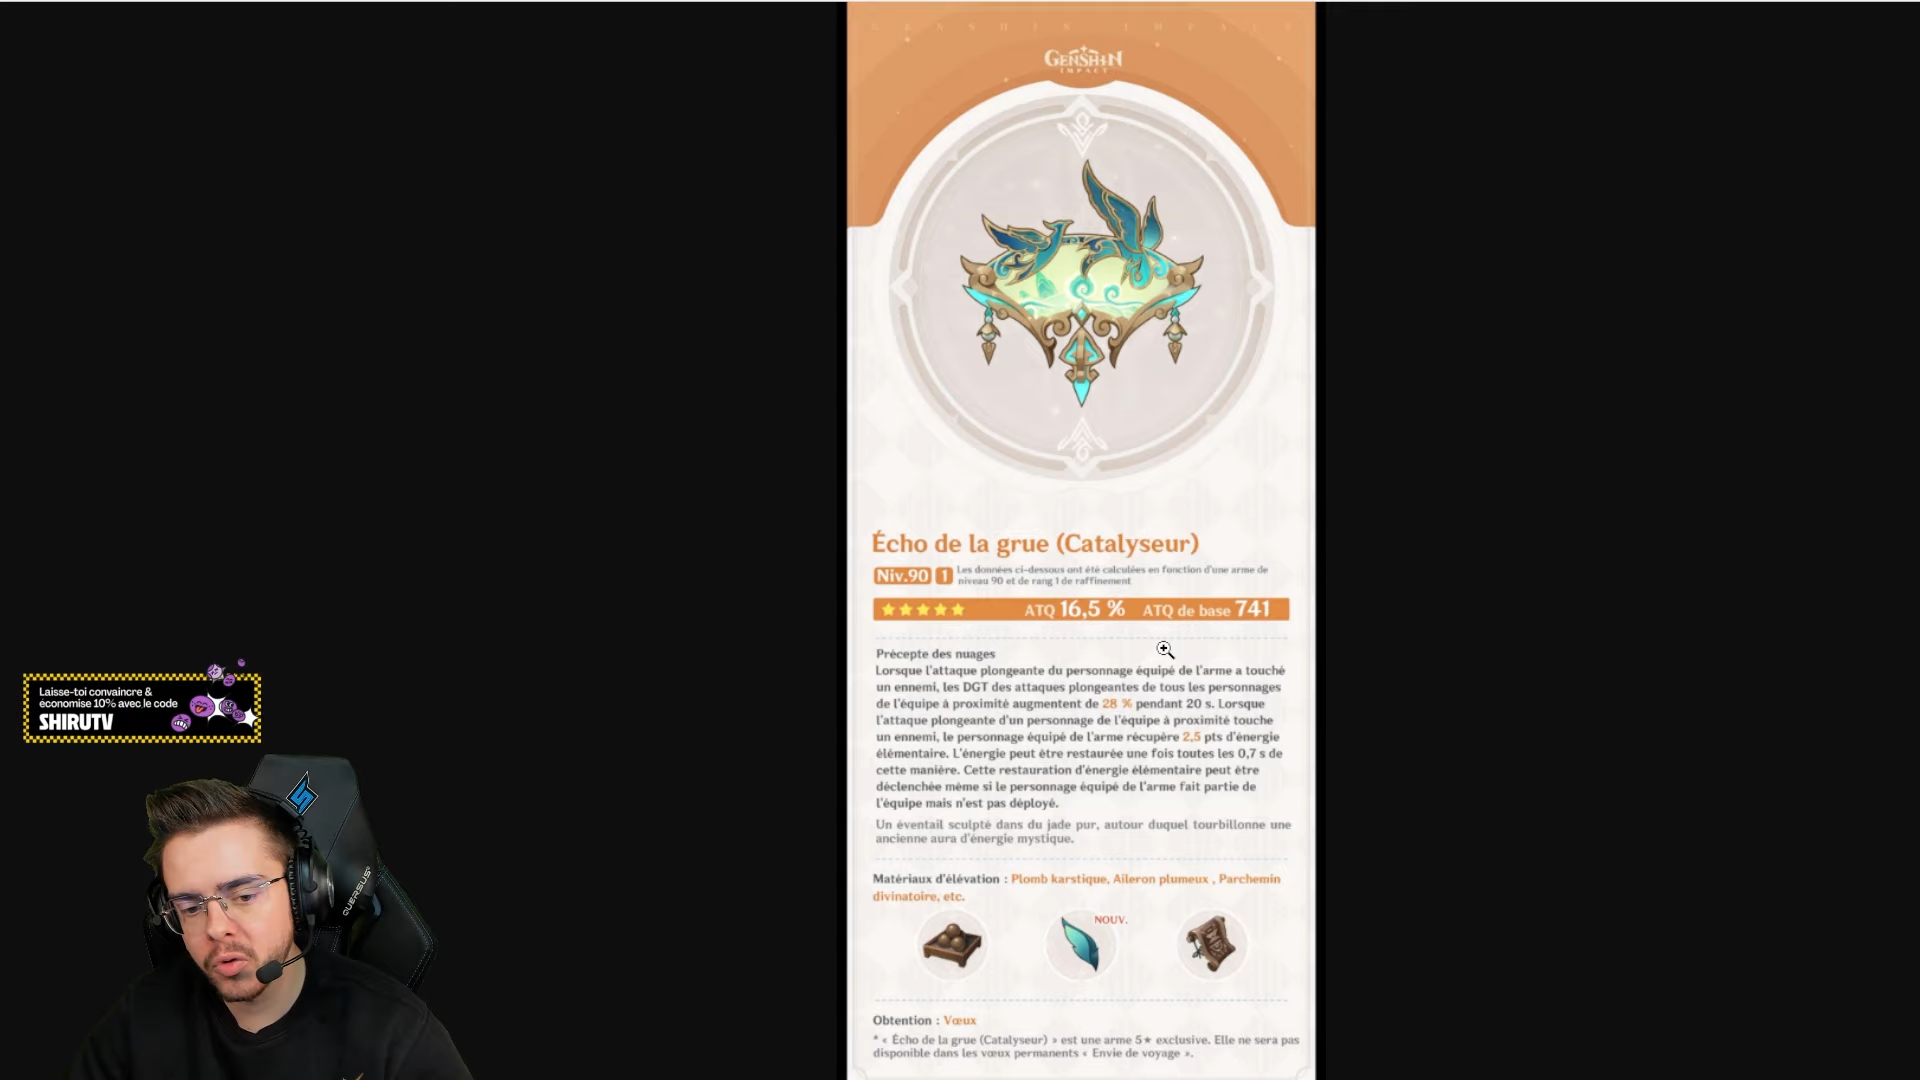 GENSHIN IMPACT
GENSHIN
IMPACT
Écho de la grue (Catalyseur)
Niv.90 1 Les données ci-dessous ont été calculées en fonction d'une arme de
niveau 90 et de rang 1 de raffinement
ATQ 16,5 % ATQ de base 741
Précepte des nuages
Lorsque l'attaque plongeante du personnage équipé de l'arme a touché
un ennemi, les DGT des attaques plongeantes de tous les personnages
de l'équipe à proximité augmentent de 28 % pendant 20 s. Lorsque
l'attaque plongeante d'un personnage de l'équipe à proximité touche
un ennemi, le personnage équipé de l'arme récupère 2,5 pts d'énergie
élémentaire. L'énergie peut être restaurée une fois toutes les 0,7 s de
cette manière. Cette restauration d'énergie élémentaire peut être
déclenchée même si le personnage équipé de l'arme fait partie de
l'équipe mais n'est pas déployé.
Un éventail sculpté dans du jade pur, autour duquel tourbillonne une
ancienne aura d'énergie mystique.
Matériaux d'élévation : Plomb karstique, Aileron plumeux , Parchemin
divinatoire, etc.
NOUV.
Obtention : Vœux
* « Écho de la grue (Catalyseur) » est une arme 5★ exclusive. Elle ne sera pas
disponible dans les vœux permanents « Envie de voyage ».
Laisse-toi convaincre &
économise 10% avec le code
SHIRUTV
QUERSUS